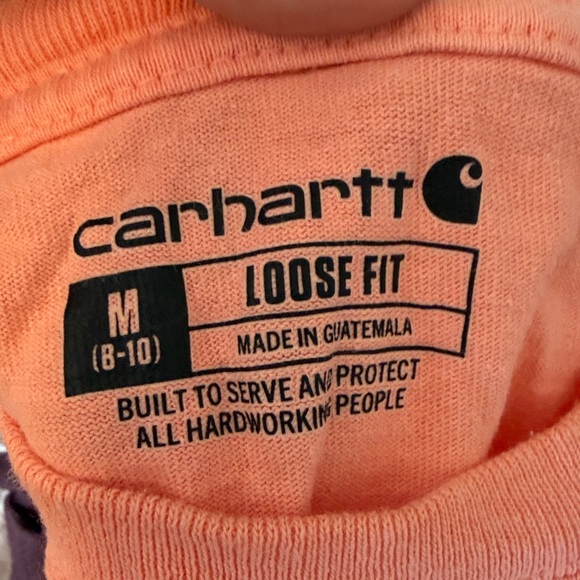 carhartt
M
(8-10)
LOOSE FIT
MADE IN GUATEMALA
BUILT TO SERVE AND PROTECT
ALL HARDWORKING PEOPLE